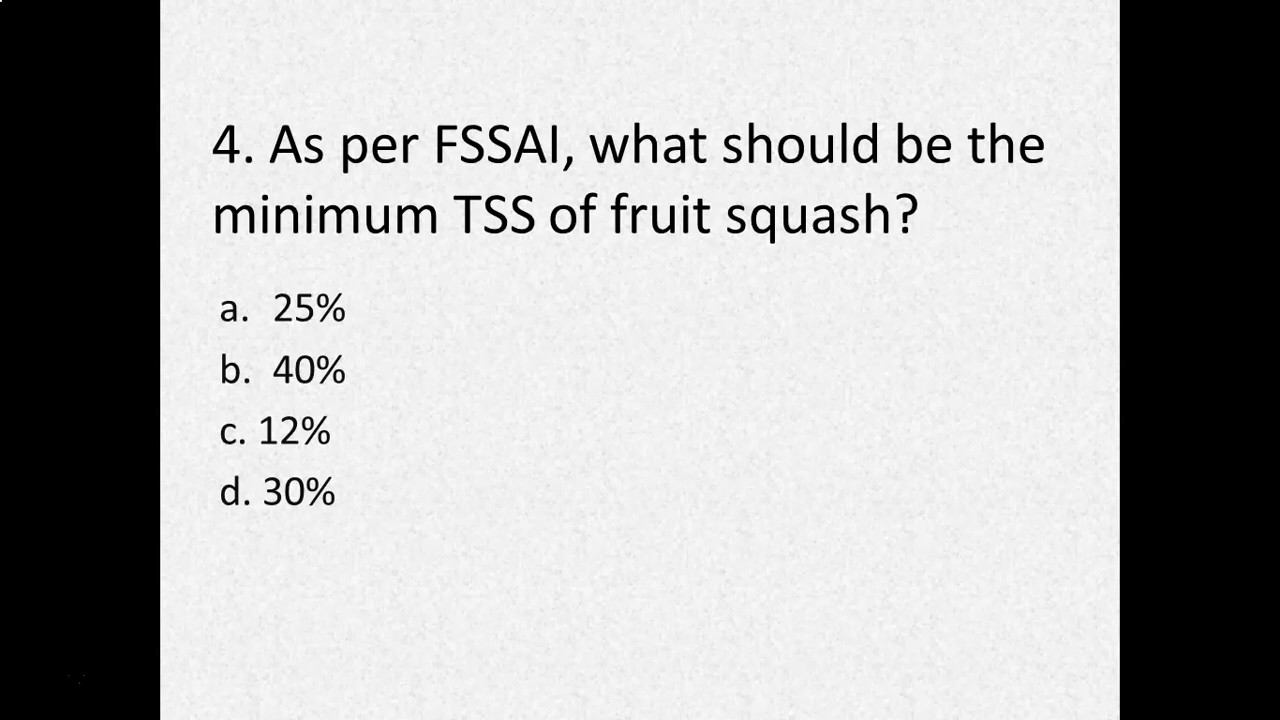 4. As per FSSAI, what should be the
minimum TSS of fruit squash?
a. 25%
b. 40%
c. 12%
d. 30%